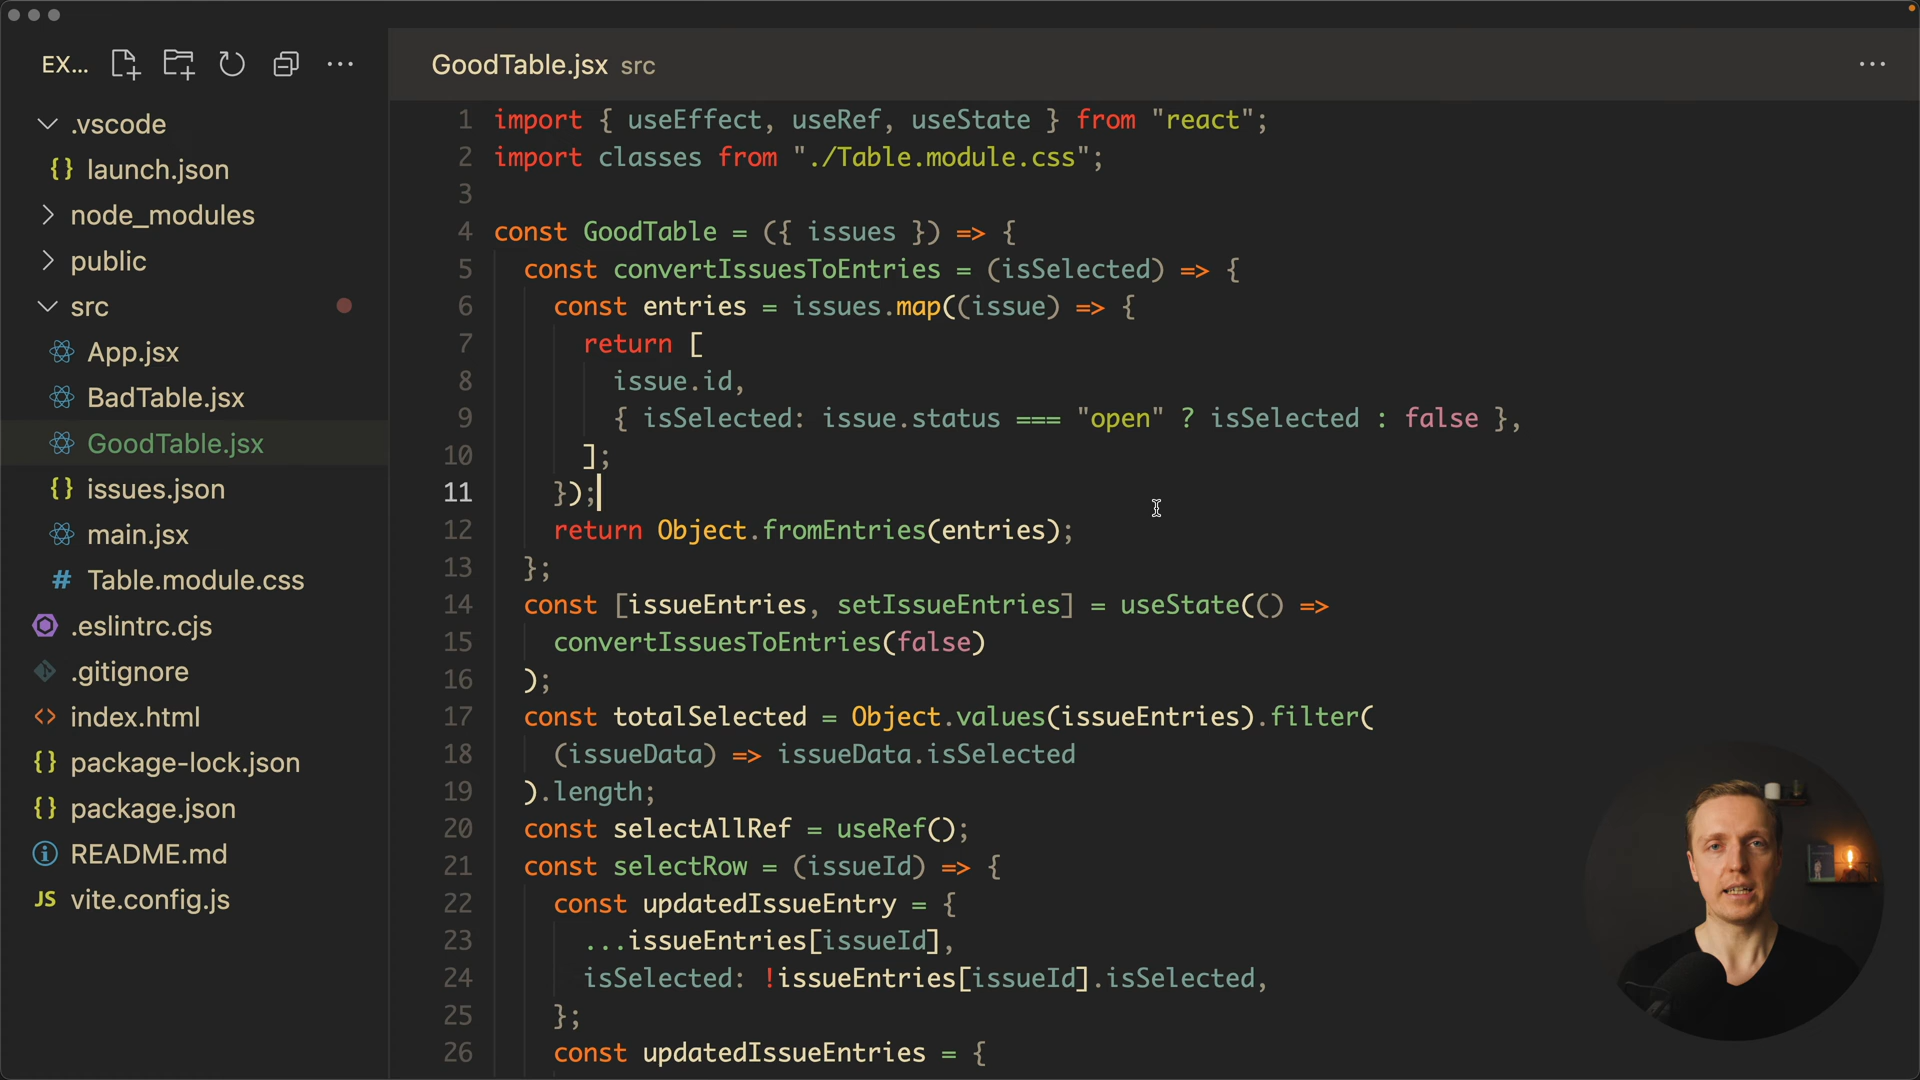 EX...
.vscode
{} launch.json
node_modules
public
src
App.jsx
BadTable.jsx
GoodTable.jsx
{} issues.json
main.jsx
# Table.module.css
.eslintrc.cjs
.gitignore
<> index.html
{} package-lock.json
{} package.json
README.md
JS vite.config.js
GoodTable.jsx src
1 import { useEffect, useRef, useState } from "react";
2 import classes from "./Table.module.css";
3
4 const GoodTable = ({ issues }) => {
5   const convertIssuesToEntries = (isSelected) => {
6     const entries = issues.map((issue) => {
7       return [
8         issue.id,
9         { isSelected: issue.status === "open" ? isSelected : false },
10       ];
11     });
12     return Object.fromEntries(entries);
13   };
14   const [issueEntries, setIssueEntries] = useState(() =>
15     convertIssuesToEntries(false)
16   );
17   const totalSelected = Object.values(issueEntries).filter(
18     (issueData) => issueData.isSelected
19   ).length;
20   const selectAllRef = useRef();
21   const selectRow = (issueId) => {
22     const updatedIssueEntry = {
23       ...issueEntries[issueId],
24       isSelected: !issueEntries[issueId].isSelected,
25     };
26     const updatedIssueEntries = {